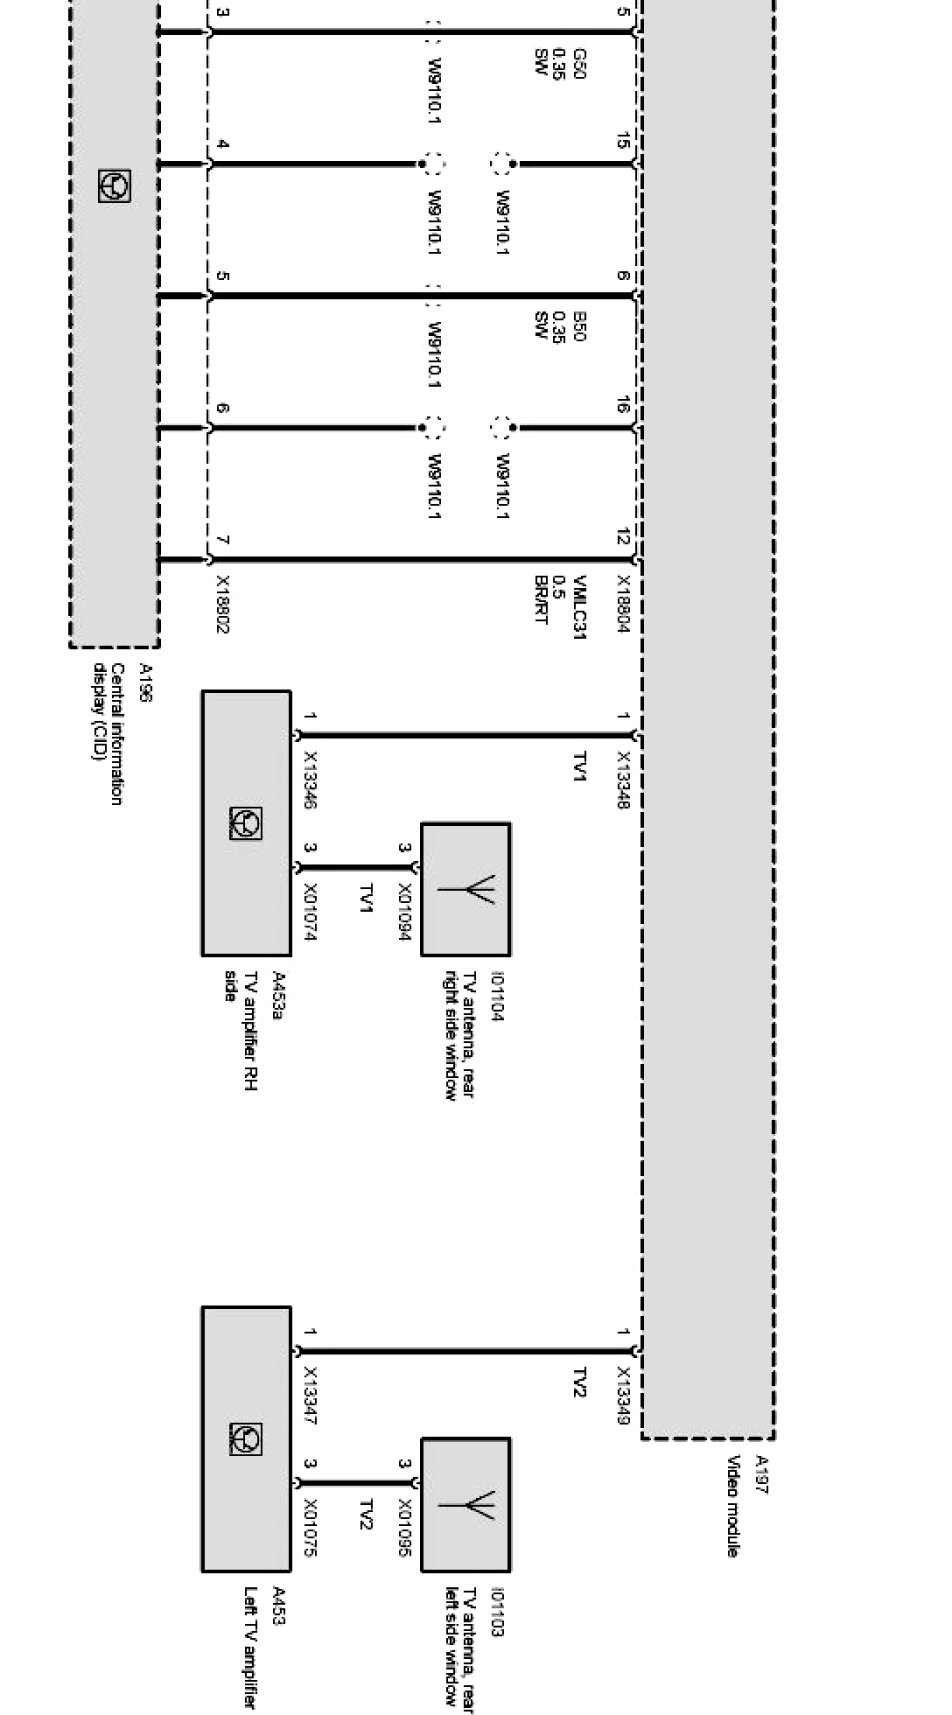 3
5
G50
0.35
SW
W9110.1
4
15
W9110.1
W9110.1
5
6
B50
0.35
SW
W9110.1
6
16
W9110.1
W9110.1
7
12
X18802
X18804
VMLC31
0.5
BR/RT
A196
Central information
display (CID)
1
1
X13346
X13348
TV1
3
3
X01074
X01094
TV1
A453a
TV amplifier RH
side
I01104
TV antenna, rear
right side window
1
1
X13347
X13349
TV2
3
3
X01075
X01095
TV2
A197
Video module
A453
Left TV amplifier
I01103
TV antenna, rear
left side window